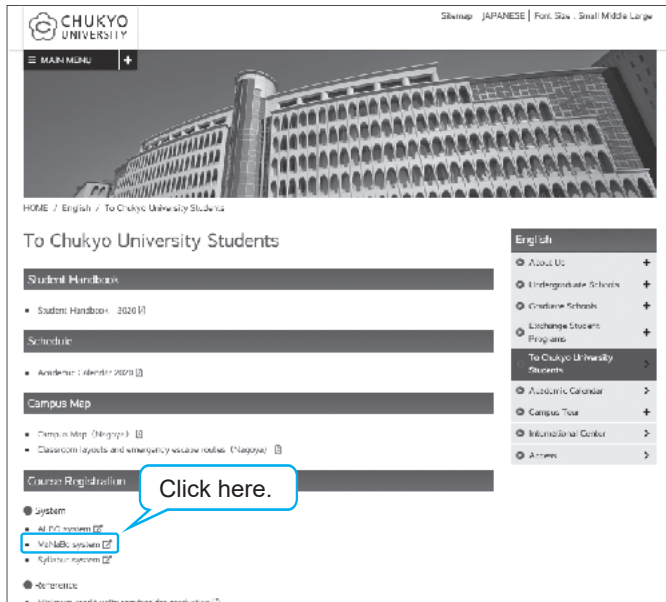 CHUKYO
UNIVERSITY
Sitemap JAPANESE | Font Size : Small Middle Large
≡ MAIN MENU +
HOME / English / To Chukyo University Students
To Chukyo University Students
Student Handbook
Student Handbook 2020
Schedule
Academic Calendar 2020
Campus Map
Campus Map (Nagoya)
Classroom layouts and emergency escape routes (Nagoya)
Course Registration
Click here.
System
ALBO system
MaNaBo system
Syllabus system
Reference
English
About Us +
Undergraduate Schools +
Graduate Schools +
Exchange Student
Programs +
To Chukyo University
Students >
Academic Calendar >
Campus Tour +
International Center >
Access >